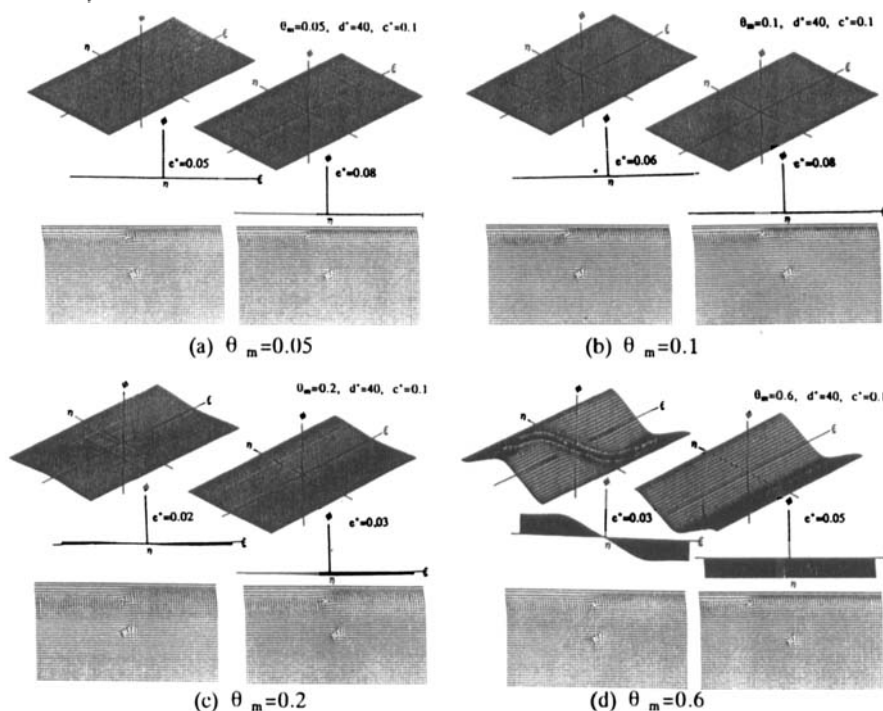 θm=0.05, d*=40, c*=0.1
φ
η
ξ
φ
η
ξ
φ
e*=0.05
η
ξ
φ
e*=0.08
η
(a) θ m=0.05
θm=0.1, d*=40, c*=0.1
φ
η
ξ
φ
η
ξ
φ
e*=0.06
η
φ
e*=0.08
η
(b) θ m=0.1
θm=0.2, d*=40, c*=0.1
φ
η
ξ
φ
η
ξ
φ
e*=0.02
η
ξ
φ
e*=0.03
η
ξ
(c) θ m=0.2
θm=0.6, d*=40, c*=0.1
φ
η
ξ
φ
η
ξ
φ
e*=0.03
η
ξ
φ
e*=0.05
η
ξ
(d) θ m=0.6